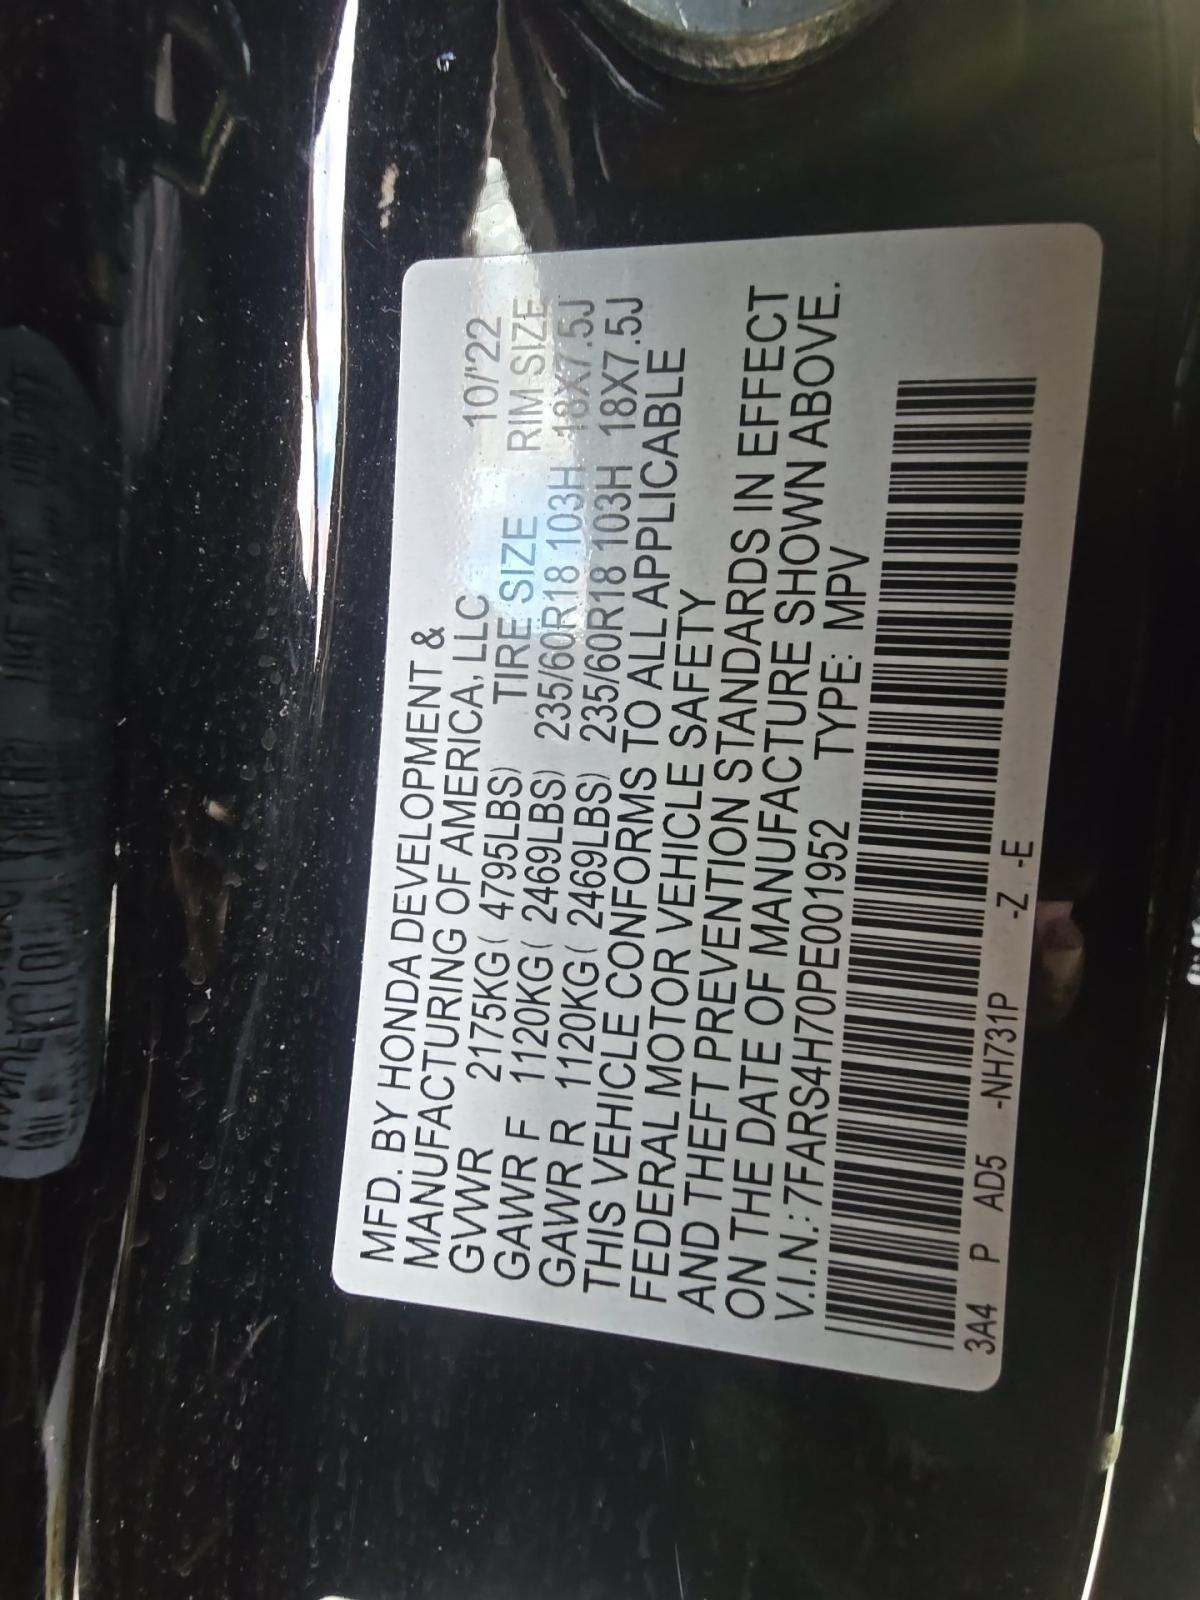 MFD. BY HONDA DEVELOPMENT &
MANUFACTURING OF AMERICA, LLC 10/'22
GVWR 2175KG( 4795LBS) TIRE SIZE RIM SIZE
GAWR F 1120KG( 2469LBS) 235/60R18 103H 18X7.5J
GAWR R 1120KG( 2469LBS) 235/60R18 103H 18X7.5J
THIS VEHICLE CONFORMS TO ALL APPLICABLE
FEDERAL MOTOR VEHICLE SAFETY
AND THEFT PREVENTION STANDARDS IN EFFECT
ON THE DATE OF MANUFACTURE SHOWN ABOVE.
V.I.N.: 7FARS4H70PE001952 TYPE: MPV
3A4 P AD5 -NH731P -Z -E